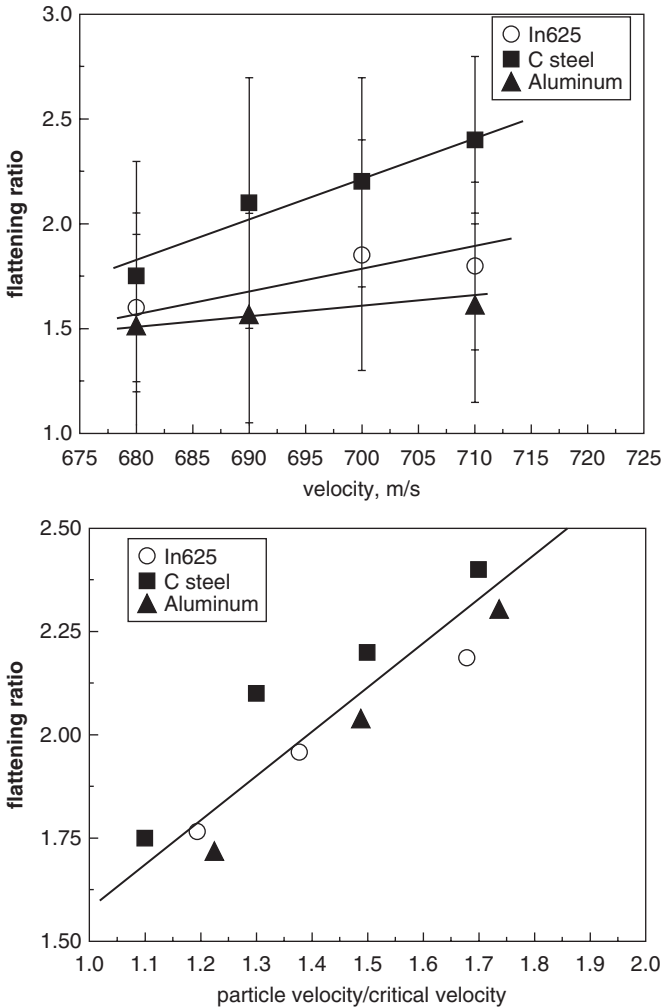 3.0
In625
C steel
Aluminum
2.5
2.0
1.5
1.0
flattening ratio
675 680 685 690 695 700 705 710 715 720 725
velocity, m/s
2.50
In625
C steel
Aluminum
2.25
2.00
1.75
1.50
flattening ratio
1.0 1.1 1.2 1.3 1.4 1.5 1.6 1.7 1.8 1.9 2.0
particle velocity/critical velocity